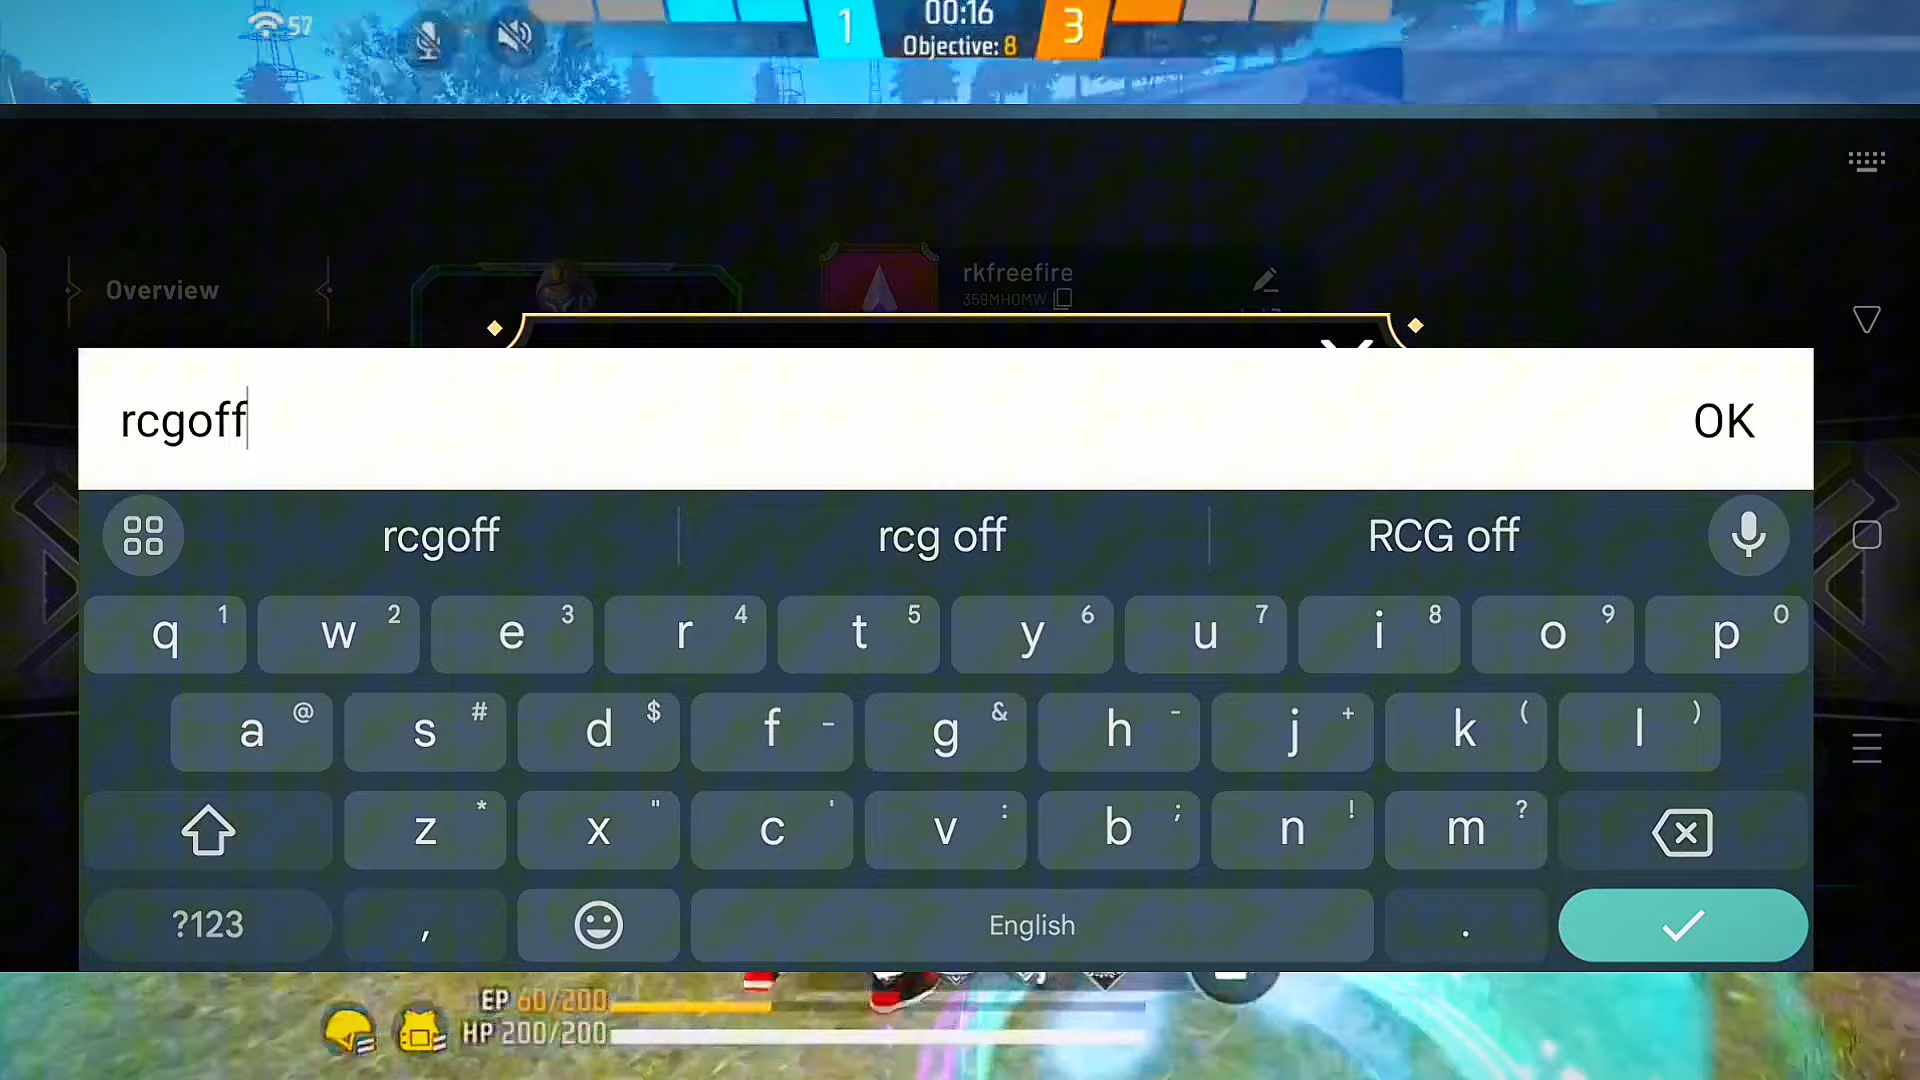 57
1
00:16
3
Objective: 8
Overview
rkfreefire
359MHQMW
rcgoff
OK
rcgoff
rcg off
RCG off
q 1 w 2 e 3 r 4 t 5 y 6 u 7 i 8 o 9 p 0
a @ s # d $ f _ g & h - j + k ( l )
z * x " c ' v : b ; n ! m ?
?123 , English .
EP 60/200
HP 200/200